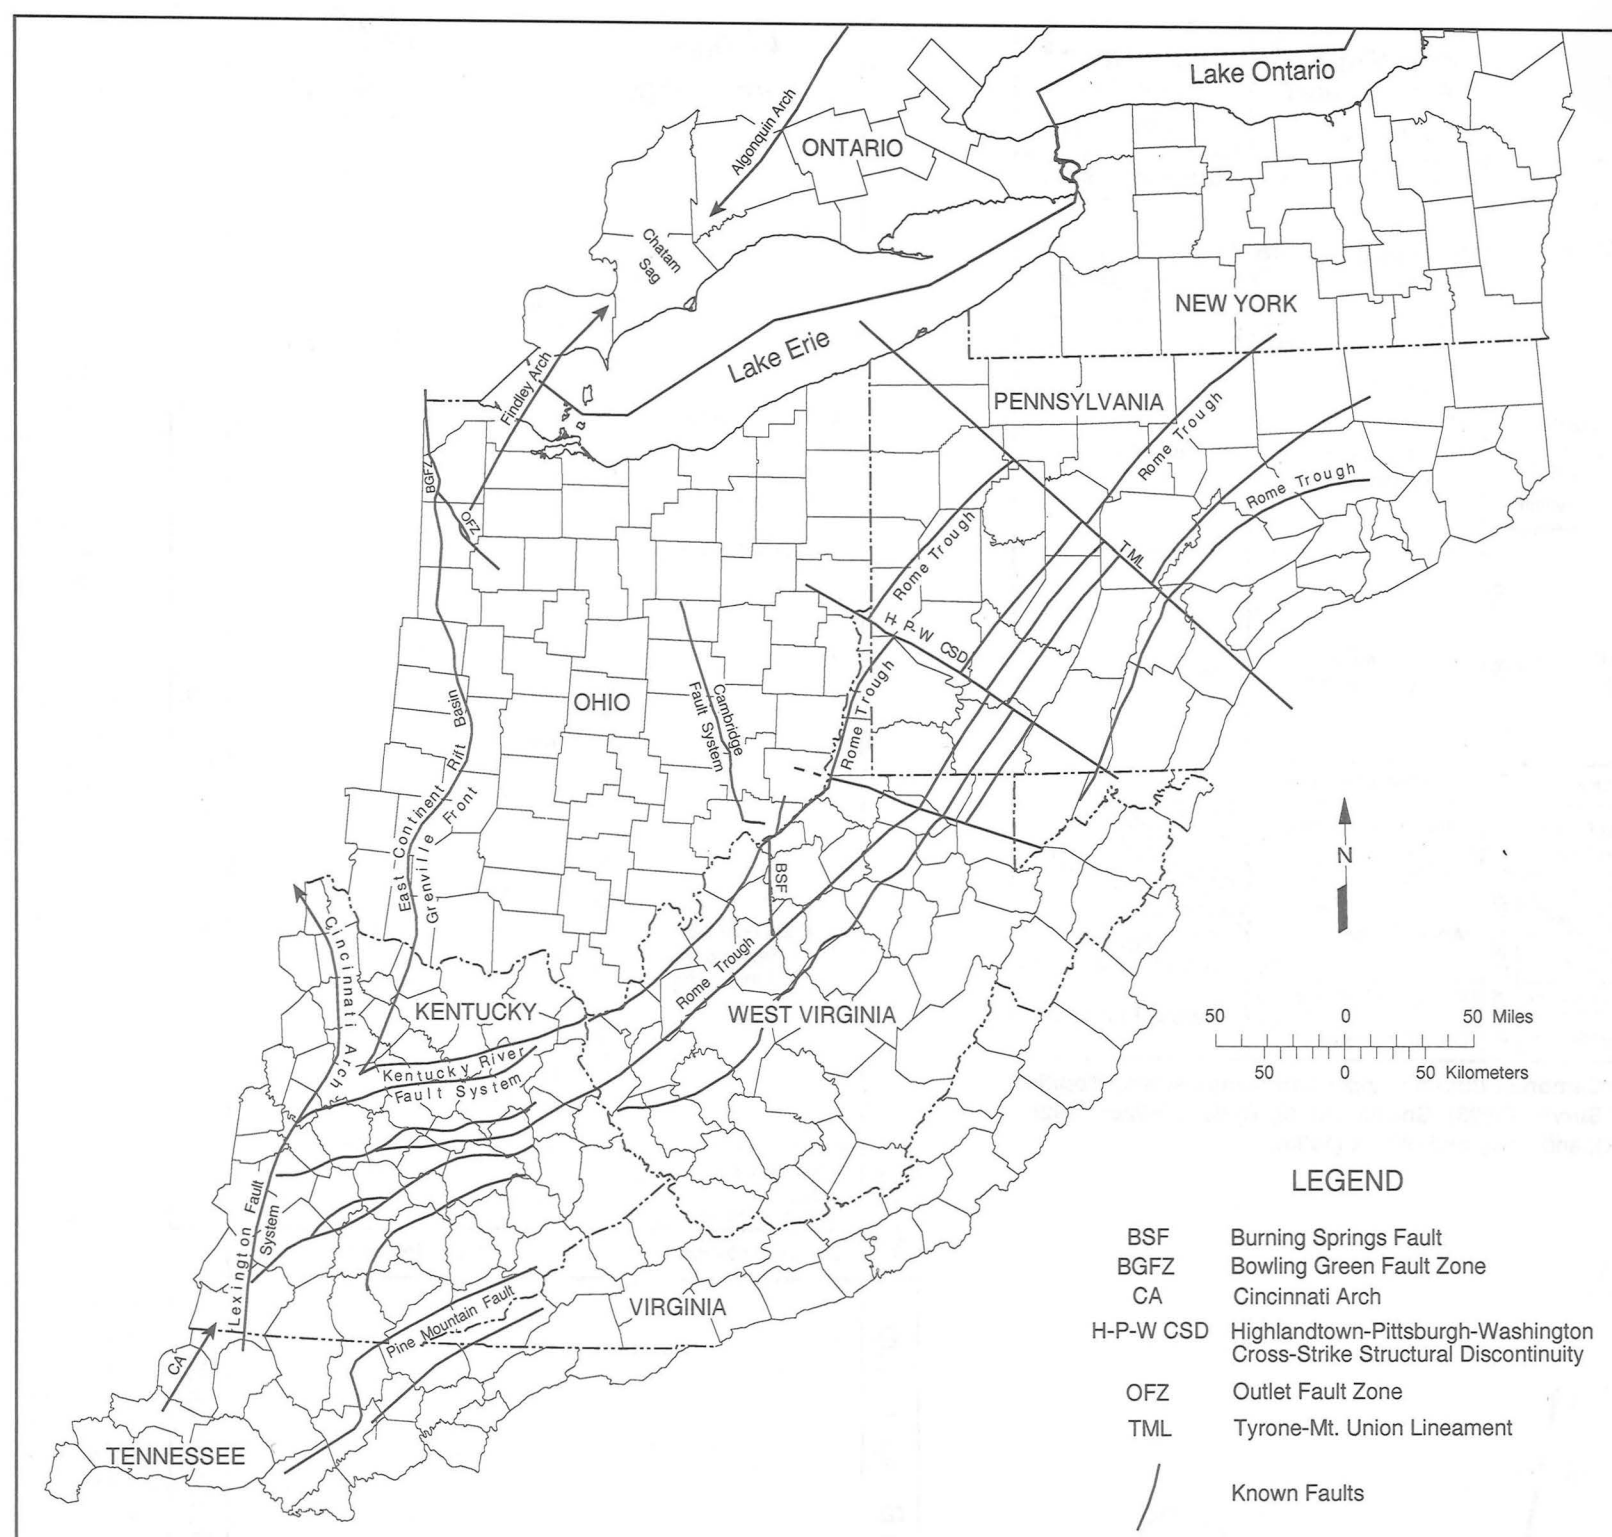 Lake Ontario
Algonquin Arch
ONTARIO
Chatam
Sag
NEW YORK
Lake Erie
Findley Arch
PENNSYLVANIA
Rome Trough
Rome Trough
BGFZ
OFZ
Rome Trough
TML
H-P-W CSD
OHIO
Cambridge
Fault System
Rome Trough
East Continent Rift Basin
Grenville Front
BSF
N
Cincinnati Arch
Rome Trough
KENTUCKY
WEST VIRGINIA
50 0 50 Miles
50 0 50 Kilometers
Kentucky River
Fault System
Lexington Fault
System
Pine Mountain Fault
VIRGINIA
CA
TENNESSEE
LEGEND
BSF Burning Springs Fault
BGFZ Bowling Green Fault Zone
CA Cincinnati Arch
H-P-W CSD Highlandtown-Pittsburgh-Washington
Cross-Strike Structural Discontinuity
OFZ Outlet Fault Zone
TML Tyrone-Mt. Union Lineament
Known Faults